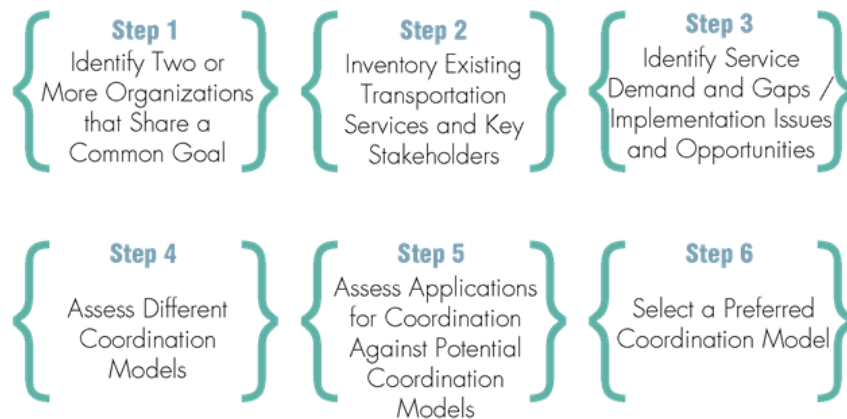 Step 1
Identify Two or
More Organizations
that Share a
Common Goal
Step 2
Inventory Existing
Transportation
Services and Key
Stakeholders
Step 3
Identify Service
Demand and Gaps /
Implementation Issues
and Opportunities
Step 4
Assess Different
Coordination
Models
Step 5
Assess Applications
for Coordination
Against Potential
Coordination
Models
Step 6
Select a Preferred
Coordination Model